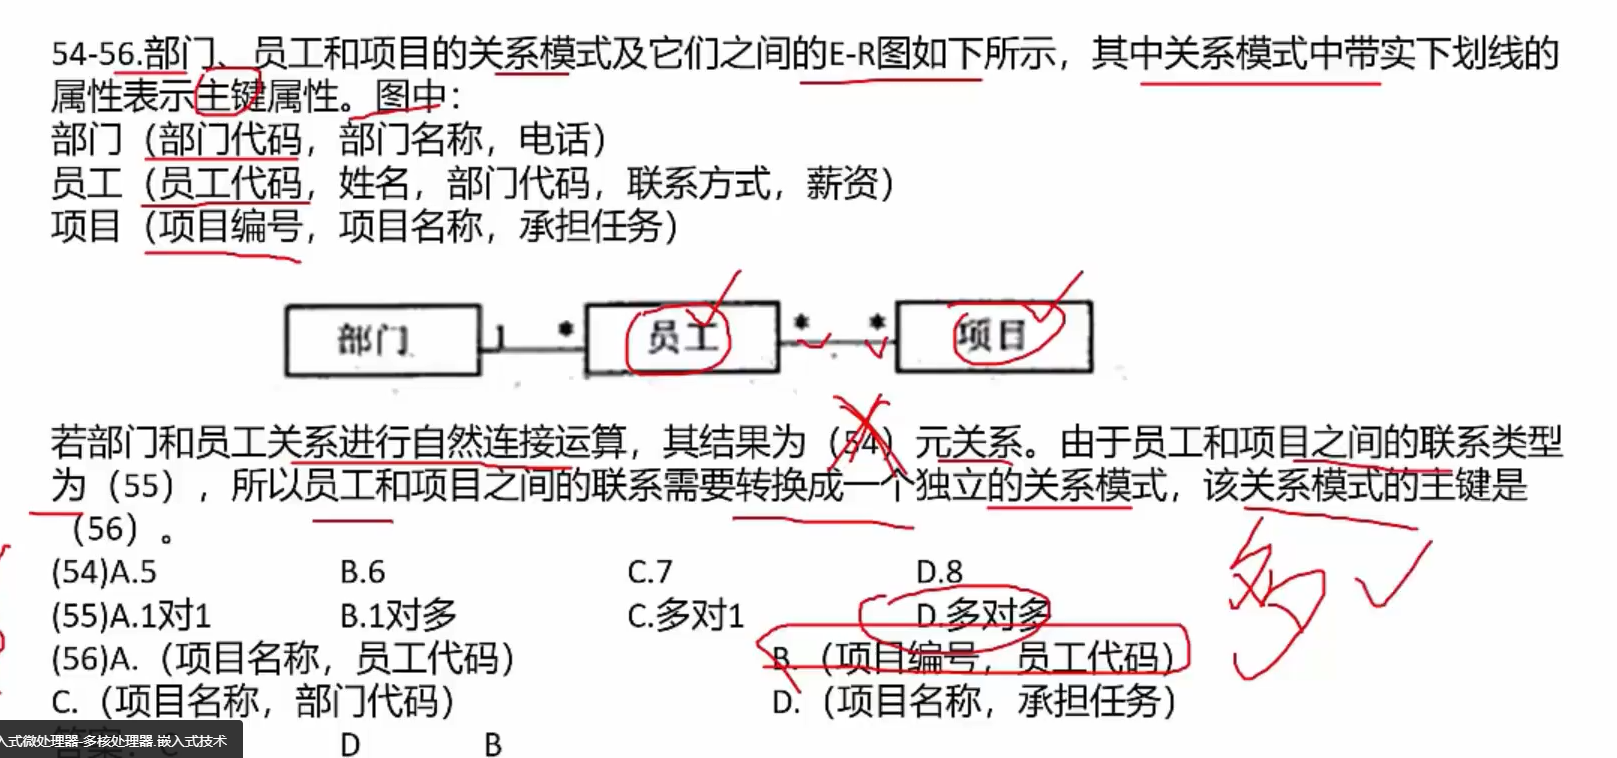 54-56.部门、员工和项目的关系模式及它们之间的E-R图如下所示，其中关系模式中带实下划线的
属性表示主键属性。图中：
部门（部门代码，部门名称，电话）
员工（员工代码，姓名，部门代码，联系方式，薪资）
项目（项目编号，项目名称，承担任务）
部门 1 * 员工 * * 项目
若部门和员工关系进行自然连接运算，其结果为（54）元关系。由于员工和项目之间的联系类型
为（55），所以员工和项目之间的联系需要转换成一个独立的关系模式，该关系模式的主键是
（56）。
(54)A.5 B.6 C.7 D.8
(55)A.1对1 B.1对多 C.多对1 D.多对多
(56)A.（项目名称，员工代码） B.（项目编号，员工代码）
C.（项目名称，部门代码） D.（项目名称，承担任务）
答案：C D B
入式微处理器-多核处理器.嵌入式技术